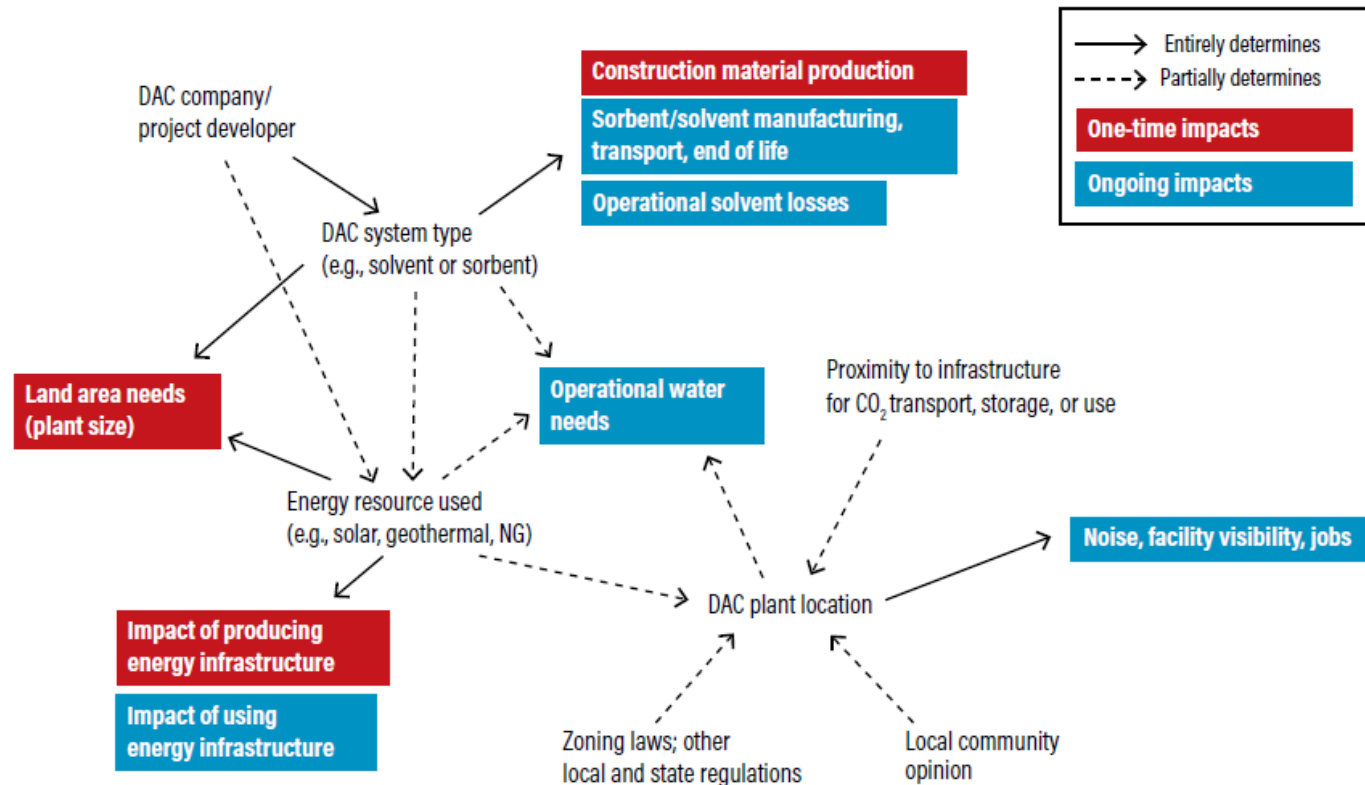 Entirely determines
Partially determines
One-time impacts
Ongoing impacts
Construction material production
Sorbent/solvent manufacturing,
transport, end of life
Operational solvent losses
DAC company/
project developer
DAC system type
(e.g., solvent or sorbent)
Land area needs
(plant size)
Operational water
needs
Proximity to infrastructure
for CO₂ transport, storage, or use
Energy resource used
(e.g., solar, geothermal, NG)
Noise, facility visibility, jobs
DAC plant location
Impact of producing
energy infrastructure
Impact of using
energy infrastructure
Zoning laws; other
local and state regulations
Local community
opinion